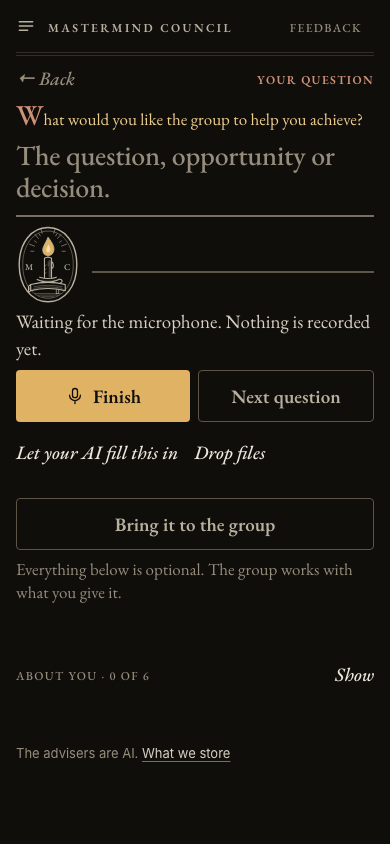 MASTERMIND COUNCIL FEEDBACK
← Back YOUR QUESTION
What would you like the group to help you achieve?
The question, opportunity or
decision.
M C
Waiting for the microphone. Nothing is recorded
yet.
Finish Next question
Let your AI fill this in Drop files
Bring it to the group
Everything below is optional. The group works with
what you give it.
ABOUT YOU · 0 OF 6 Show
The advisers are AI. What we store